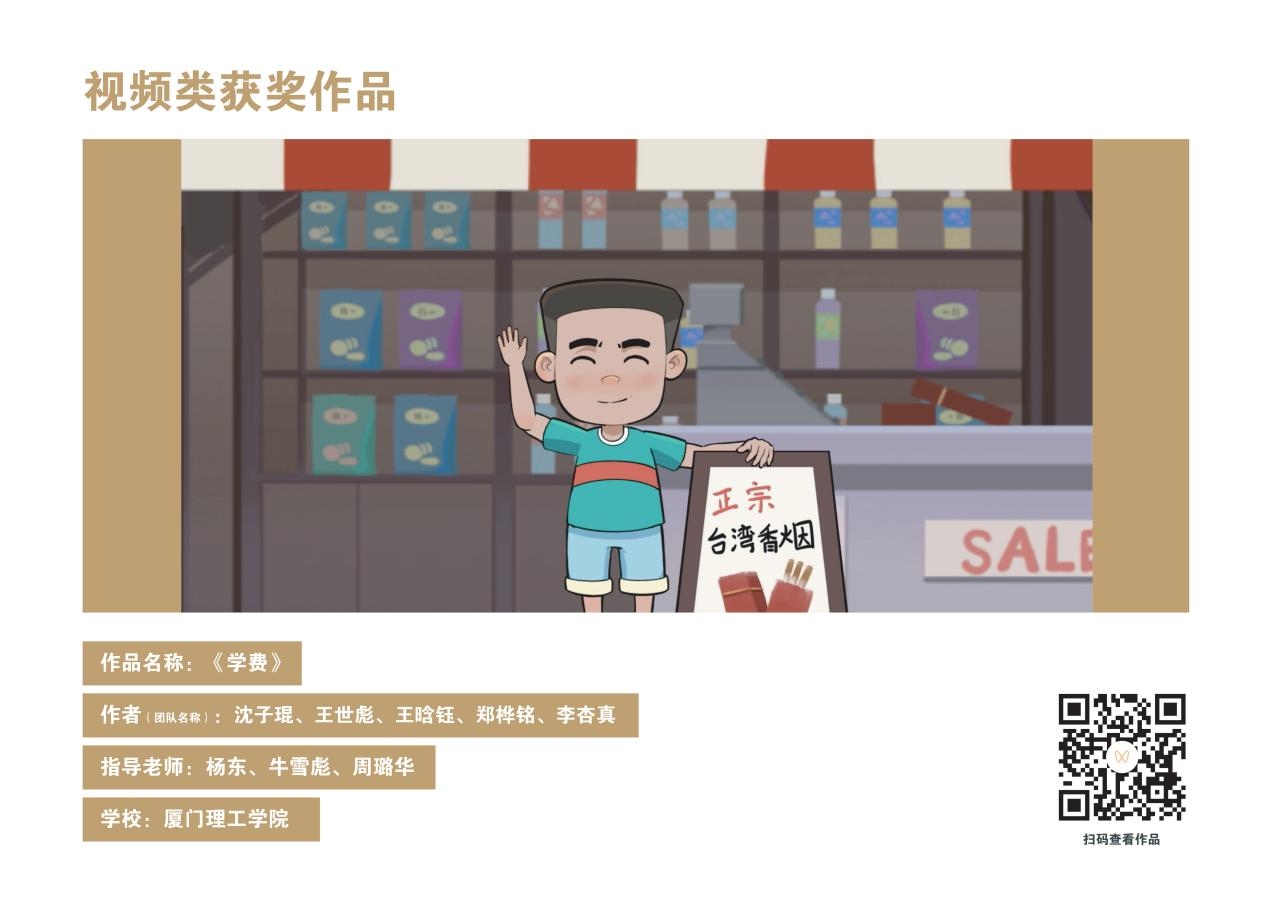 视频类获奖作品
正宗
台湾香烟
SALE
作品名称：《学费》
作者（团队名称）：沈子琨、王世彪、王晗钰、郑桦铭、李杏真
指导老师：杨东、牛雪彪、周璐华
学校：厦门理工学院
扫码查看作品